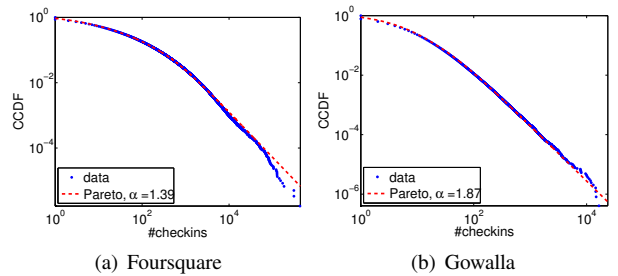 10^0
10^-2
10^-4
CCDF
data
Pareto, α=1.39
10^0
10^2
10^4
#checkins
(a) Foursquare
10^0
10^-2
10^-4
10^-6
CCDF
data
Pareto, α=1.87
10^0
10^2
10^4
#checkins
(b) Gowalla